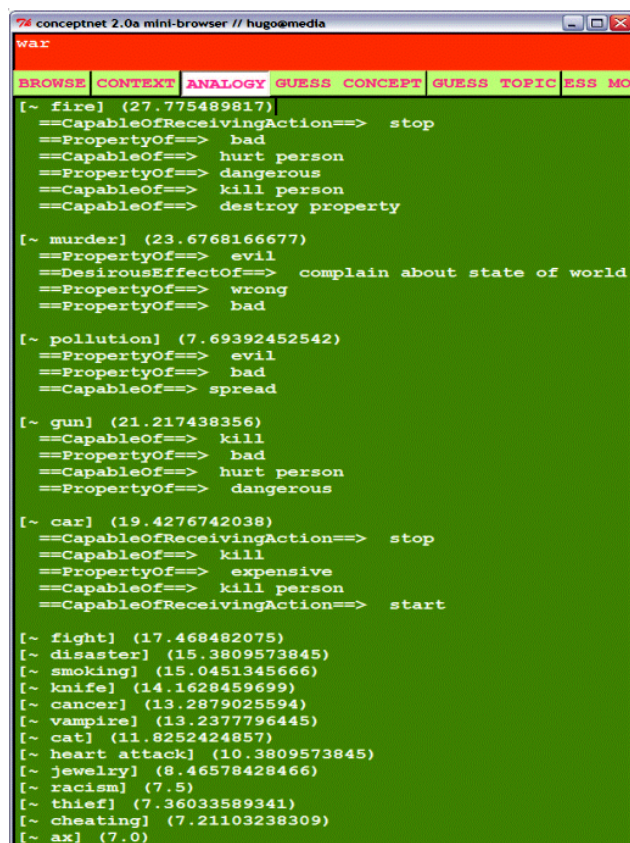 76 conceptnet 2.0a mini-browser // hugo@media
war
BROWSE CONTEXT ANALOGY GUESS CONCEPT GUESS TOPIC ESS MO
[~ fire] (27.775489817)
==CapableOfReceivingAction==> stop
==PropertyOf==> bad
==CapableOf==> hurt person
==PropertyOf==> dangerous
==CapableOf==> kill person
==CapableOf==> destroy property
[~ murder] (23.6768166677)
==PropertyOf==> evil
==DesirousEffectOf==> complain about state of world
==PropertyOf==> wrong
==PropertyOf==> bad
[~ pollution] (7.69392452542)
==PropertyOf==> evil
==PropertyOf==> bad
==CapableOf==> spread
[~ gun] (21.217438356)
==CapableOf==> kill
==PropertyOf==> bad
==CapableOf==> hurt person
==PropertyOf==> dangerous
[~ car] (19.4276742038)
==CapableOfReceivingAction==> stop
==CapableOf==> kill
==PropertyOf==> expensive
==CapableOf==> kill person
==CapableOfReceivingAction==> start
[~ fight] (17.468482075)
[~ disaster] (15.3809573845)
[~ smoking] (15.0451345666)
[~ knife] (14.1628459699)
[~ cancer] (13.2879025594)
[~ vampire] (13.2377796445)
[~ cat] (11.8252424857)
[~ heart attack] (10.3809573845)
[~ jewelry] (8.46578428466)
[~ racism] (7.5)
[~ thief] (7.36033589341)
[~ cheating] (7.21103238309)
[~ ax] (7.0)